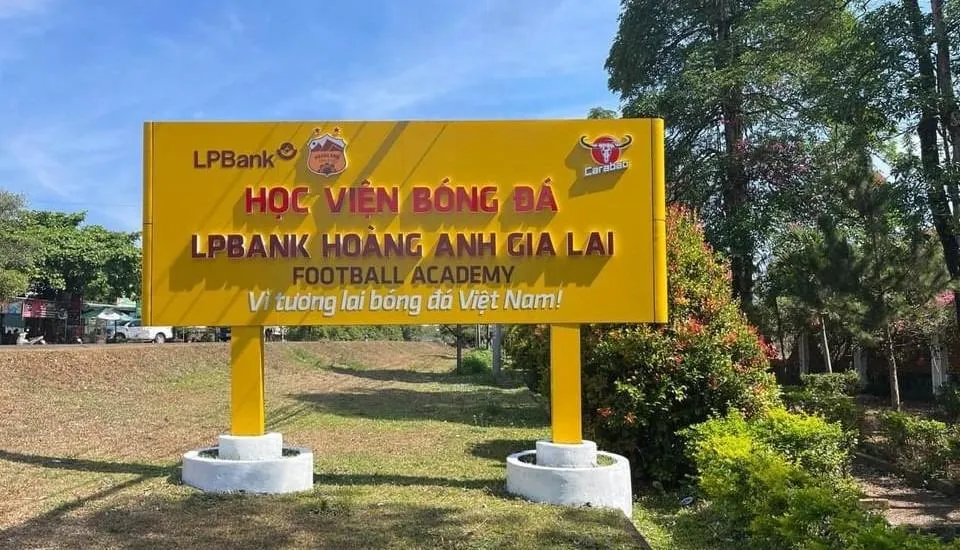 LPBank
Carabao
HỌC VIỆN BÓNG ĐÁ
LPBANK HOÀNG ANH GIA LAI
FOOTBALL ACADEMY
Vì tương lai bóng đá Việt Nam!